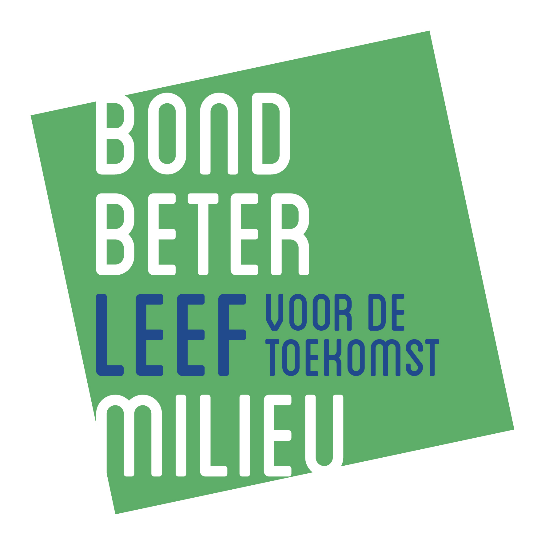 BOND
BETER
LEEF VOOR DE
TOEKOMST
MILIEU